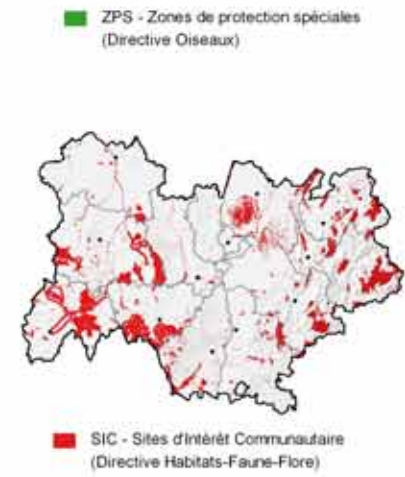 ZPS - Zones de protection spéciales
(Directive Oiseaux)
SIC - Sites d'Intérêt Communautaire
(Directive Habitats-Faune-Flore)